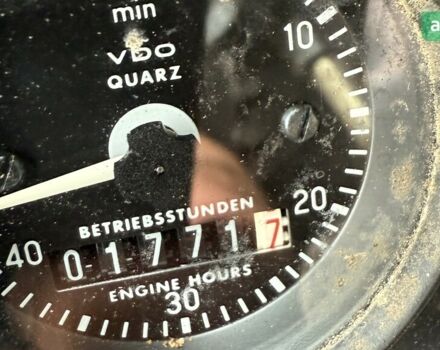 min
VDO
QUARZ
10
BETRIEBSSTUNDEN
20
40
017717
ENGINE HOURS
30
a